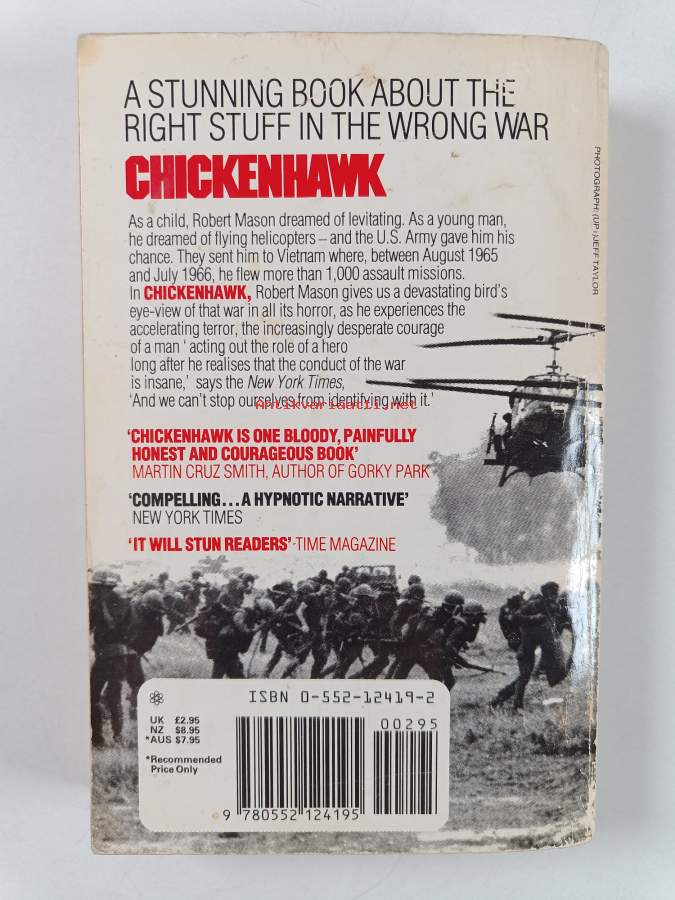 A STUNNING BOOK ABOUT THE
RIGHT STUFF IN THE WRONG WAR
CHICKENHAWK
As a child, Robert Mason dreamed of levitating. As a young man,
he dreamed of flying helicopters – and the U.S. Army gave him his
chance. They sent him to Vietnam where, between August 1965
and July 1966, he flew more than 1,000 assault missions.
In CHICKENHAWK, Robert Mason gives us a devastating bird's
eye-view of that war in all its horror, as he experiences the
accelerating terror, the increasingly desperate courage
of a man ' acting out the role of a hero
long after he realises that the conduct of the war
is insane,' says the New York Times,
'And we can't stop ourselves from identifying with it.'
Antikvariaatti.net
'CHICKENHAWK IS ONE BLOODY, PAINFULLY
HONEST AND COURAGEOUS BOOK'
MARTIN CRUZ SMITH, AUTHOR OF GORKY PARK
'COMPELLING... A HYPNOTIC NARRATIVE'
NEW YORK TIMES
'IT WILL STUN READERS' -TIME MAGAZINE
PHOTOGRAPH: (UPI) JEFF TAYLOR
ISBN 0-552-12419-2
UK £2.95
NZ $8.95
*AUS $7.95
*Recommended
Price Only
00295
9 780552 124195